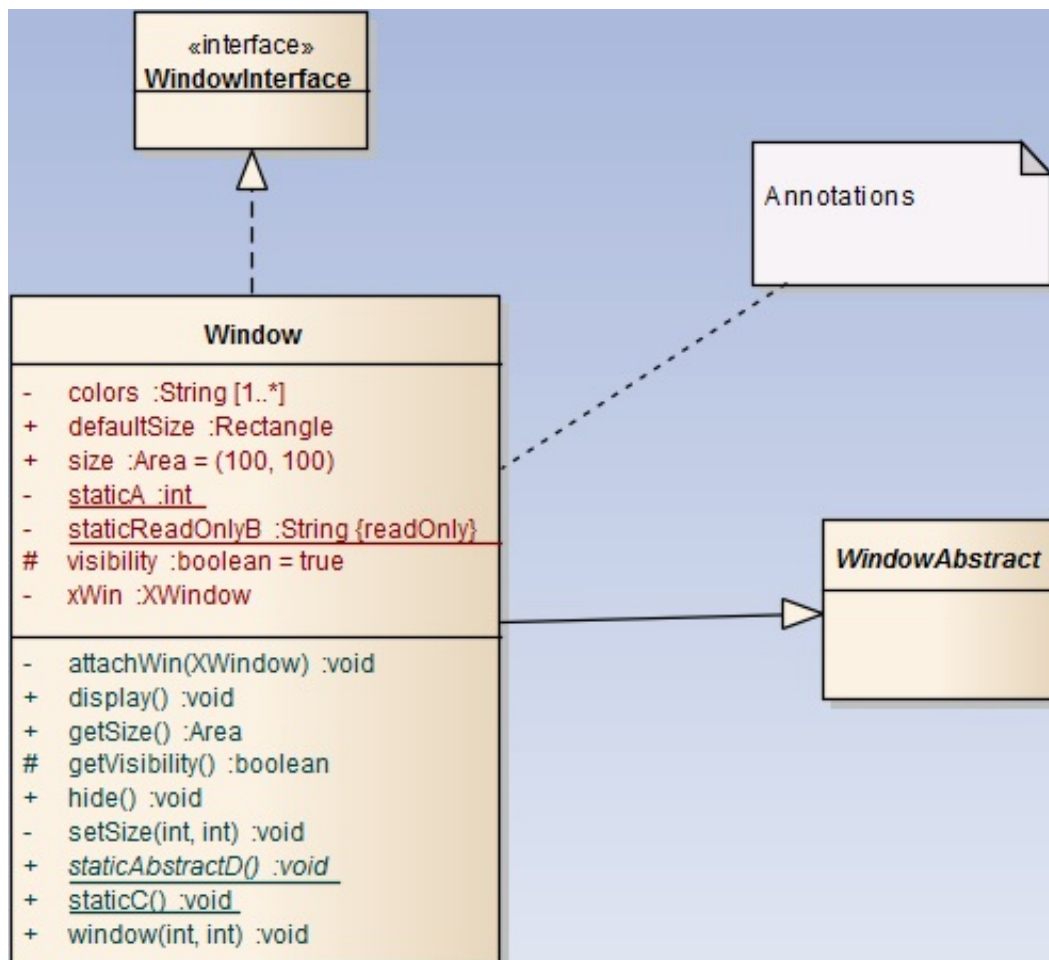 «interface»
WindowInterface
Annotations
Window
- colors :String [1..*]
+ defaultSize :Rectangle
+ size :Area = (100, 100)
- staticA :int
- staticReadOnlyB :String {readOnly}
# visibility :boolean = true
- xWin :XWindow
WindowAbstract
- attachWin(XWindow) :void
+ display() :void
+ getSize() :Area
# getVisibility() :boolean
+ hide() :void
- setSize(int, int) :void
+ staticAbstractD() :void
+ staticC() :void
+ window(int, int) :void